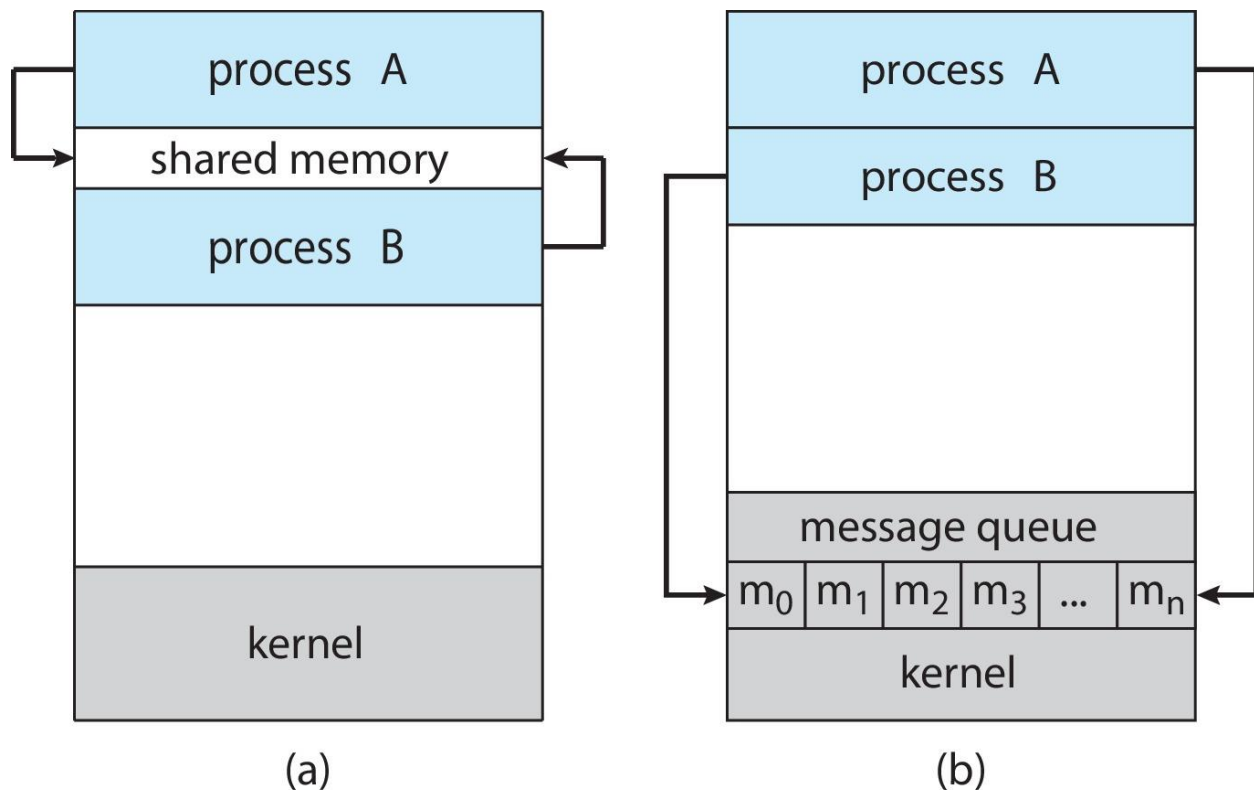 process A
shared memory
process B
kernel
(a)
process A
process B
message queue
m0 m1 m2 m3 ... mn
kernel
(b)